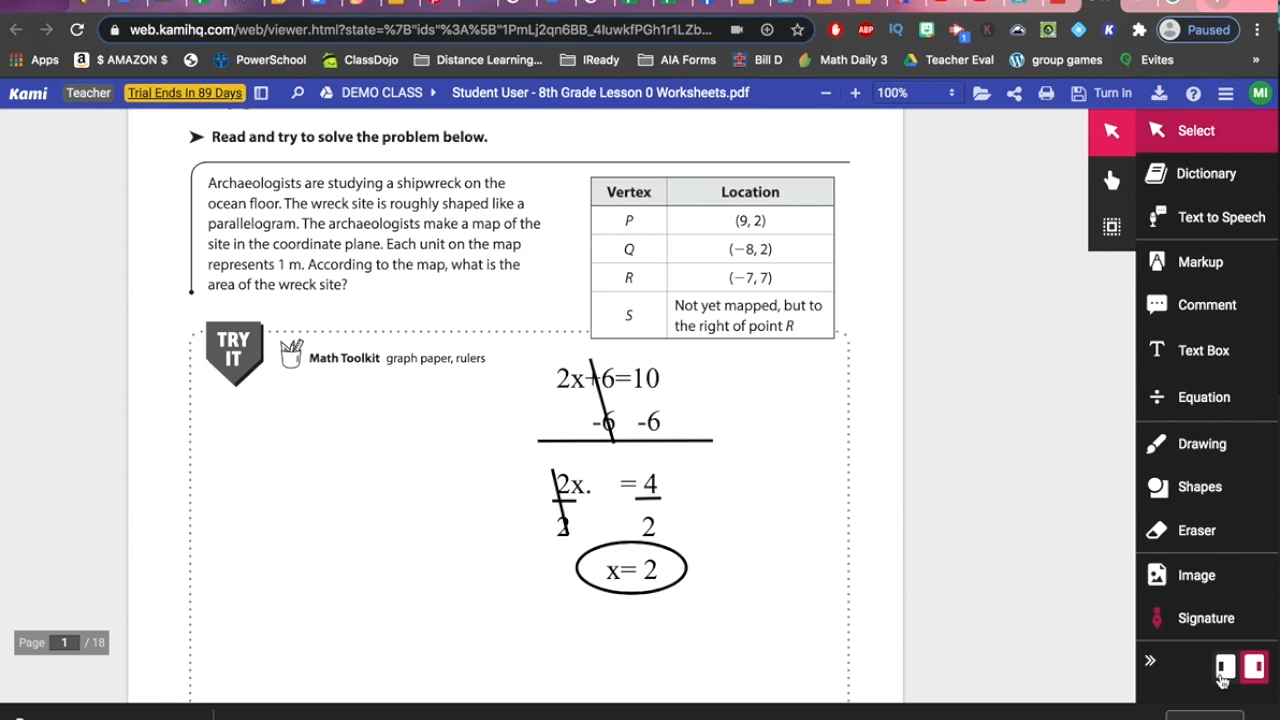 web.kamihq.com/web/viewer.html?state=%7B"ids"%3A%5B"1PmLj2qn6BB_4IuwkfPGh1r1LZb...
ABP
IQ
1
K
Paused
Apps
$ AMAZON $
PowerSchool
ClassDojo
Distance Learning...
IReady
AIA Forms
Bill D
Math Daily 3
Teacher Eval
group games
Evites
»
Kami
Teacher
Trial Ends In 89 Days
DEMO CLASS
Student User - 8th Grade Lesson 0 Worksheets.pdf
− + 100%
Turn In
MI
➤ Read and try to solve the problem below.
Archaeologists are studying a shipwreck on the
ocean floor. The wreck site is roughly shaped like a
parallelogram. The archaeologists make a map of the
site in the coordinate plane. Each unit on the map
represents 1 m. According to the map, what is the
area of the wreck site?
Vertex Location
P (9, 2)
Q (−8, 2)
R (−7, 7)
S Not yet mapped, but to
the right of point R
TRY
IT
Math Toolkit graph paper, rulers
2x+6=10
-6 -6
2x. = 4
2 2
x= 2
Page 1 / 18
Select
Dictionary
Text to Speech
Markup
Comment
Text Box
Equation
Drawing
Shapes
Eraser
Image
Signature
»